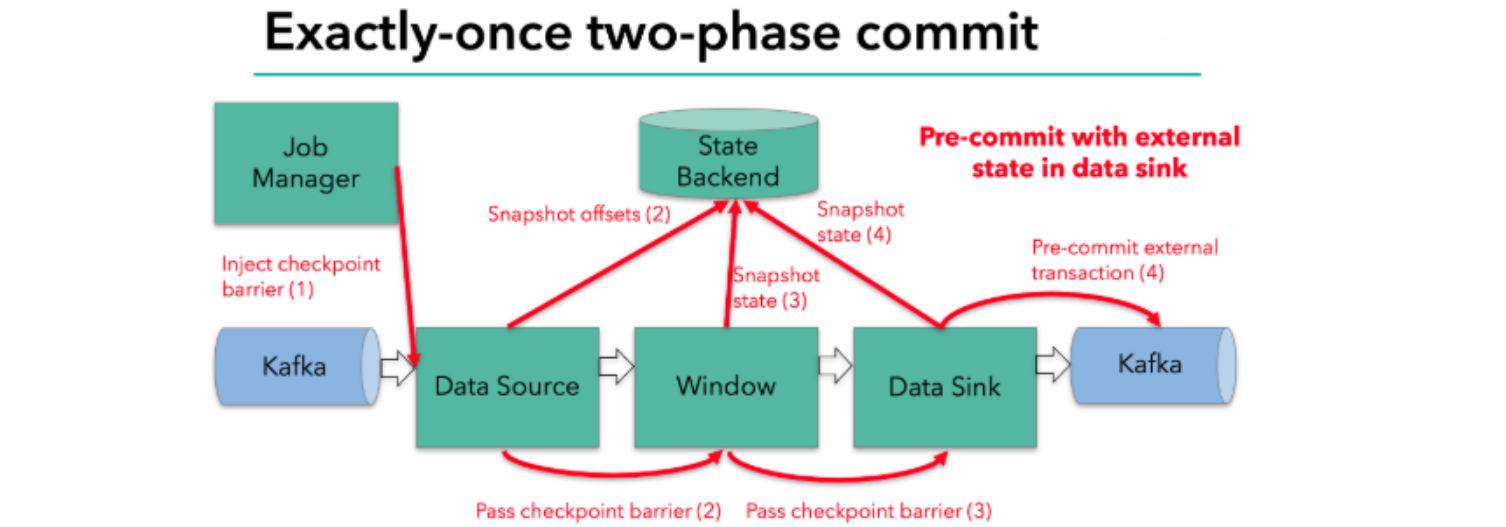 Exactly-once two-phase commit
Job
Manager
State
Backend
Pre-commit with external
state in data sink
Snapshot offsets (2)
Snapshot
state (4)
Inject checkpoint
barrier (1)
Snapshot
state (3)
Pre-commit external
transaction (4)
Kafka
Data Source
Window
Data Sink
Kafka
Pass checkpoint barrier (2)
Pass checkpoint barrier (3)